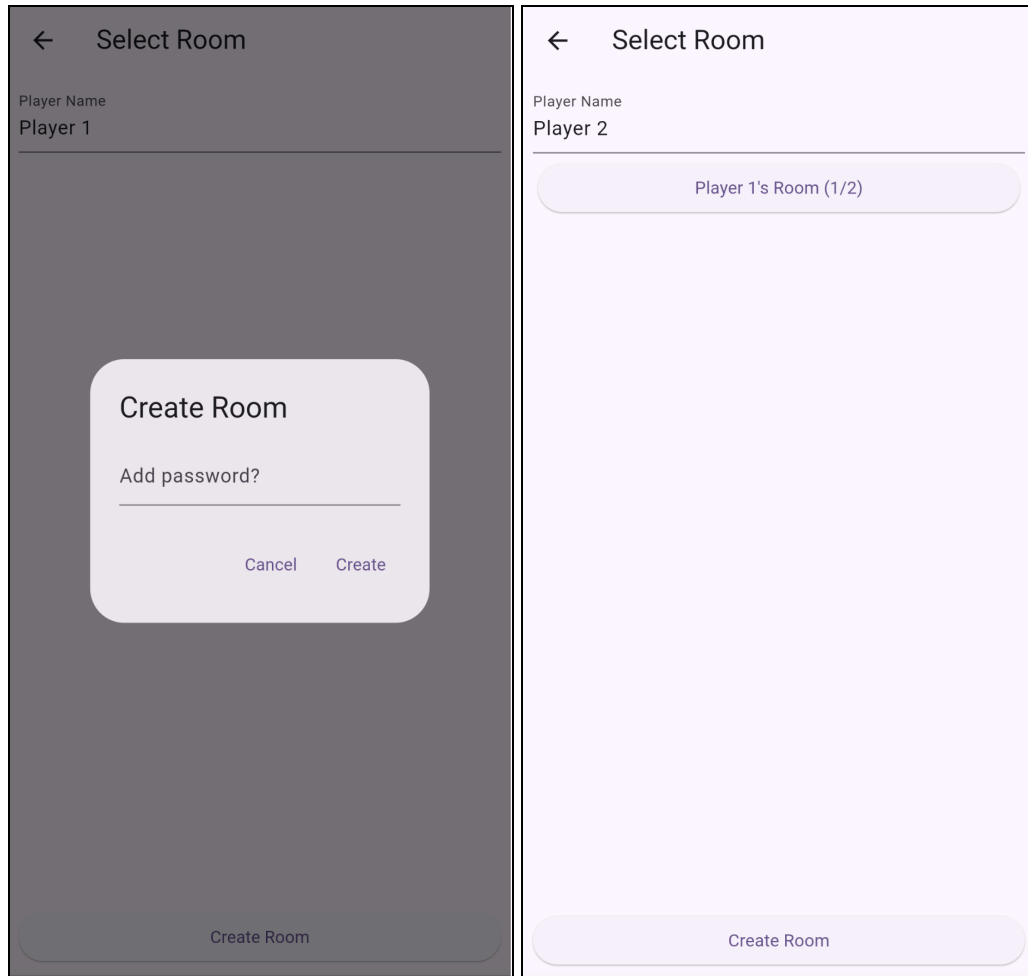 Select Room
Player Name
Player 1
Create Room
Add password?
Cancel Create
Create Room
Select Room
Player Name
Player 2
Player 1's Room (1/2)
Create Room